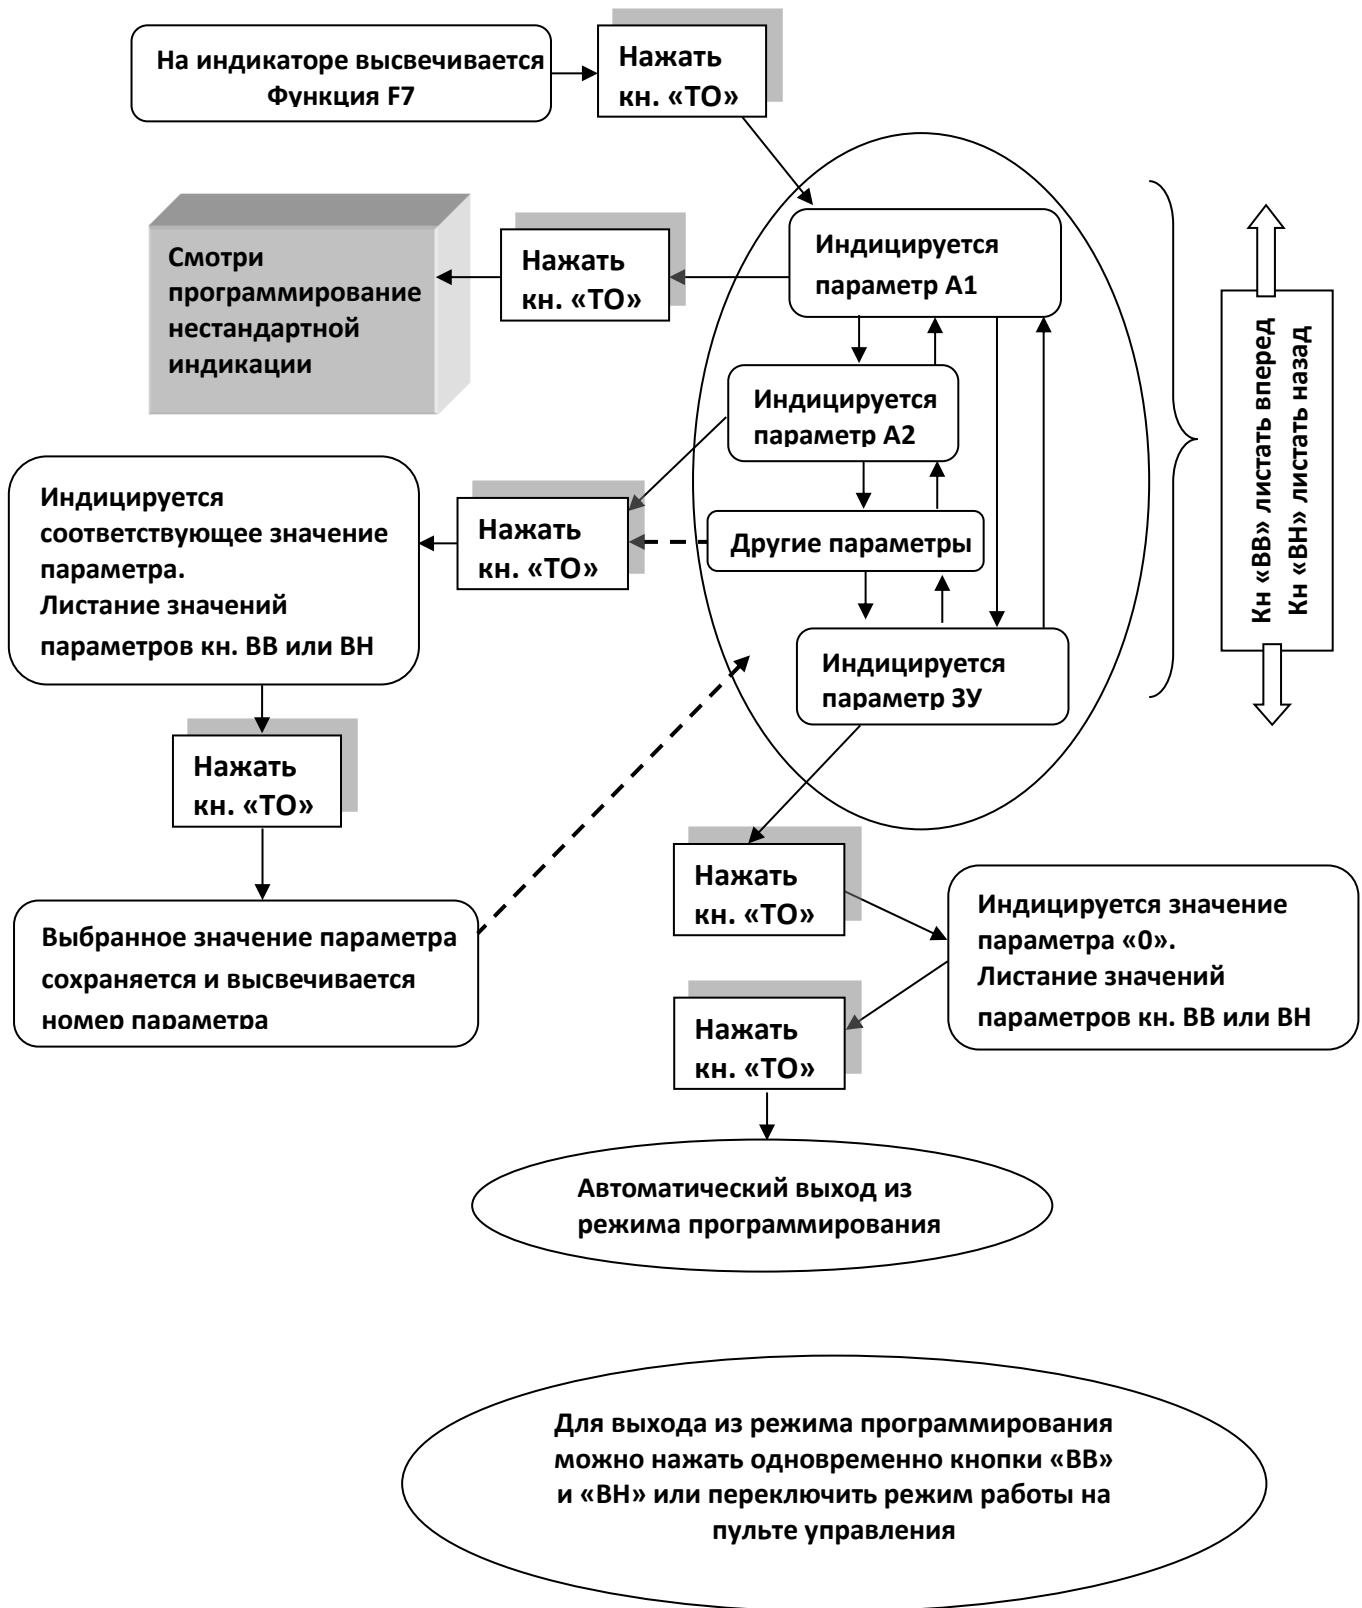 На индикаторе высвечивается
Функция F7
Нажать
кн. «ТО»
Индицируется
параметр А1
Нажать
кн. «ТО»
Смотри
программирование
нестандартной
индикации
Кн «ВВ» листать вперед
Кн «ВН» листать назад
Индицируется
параметр А2
Индицируется
соответствующее значение
параметра.
Листание значений
параметров кн. ВВ или ВН
Нажать
кн. «ТО»
Другие параметры
Индицируется
параметр ЗУ
Нажать
кн. «ТО»
Нажать
кн. «ТО»
Индицируется значение
параметра «0».
Листание значений
параметров кн. ВВ или ВН
Выбранное значение параметра
сохраняется и высвечивается
номер параметра
Нажать
кн. «ТО»
Автоматический выход из
режима программирования
Для выхода из режима программирования
можно нажать одновременно кнопки «ВВ»
и «ВН» или переключить режим работы на
пульте управления